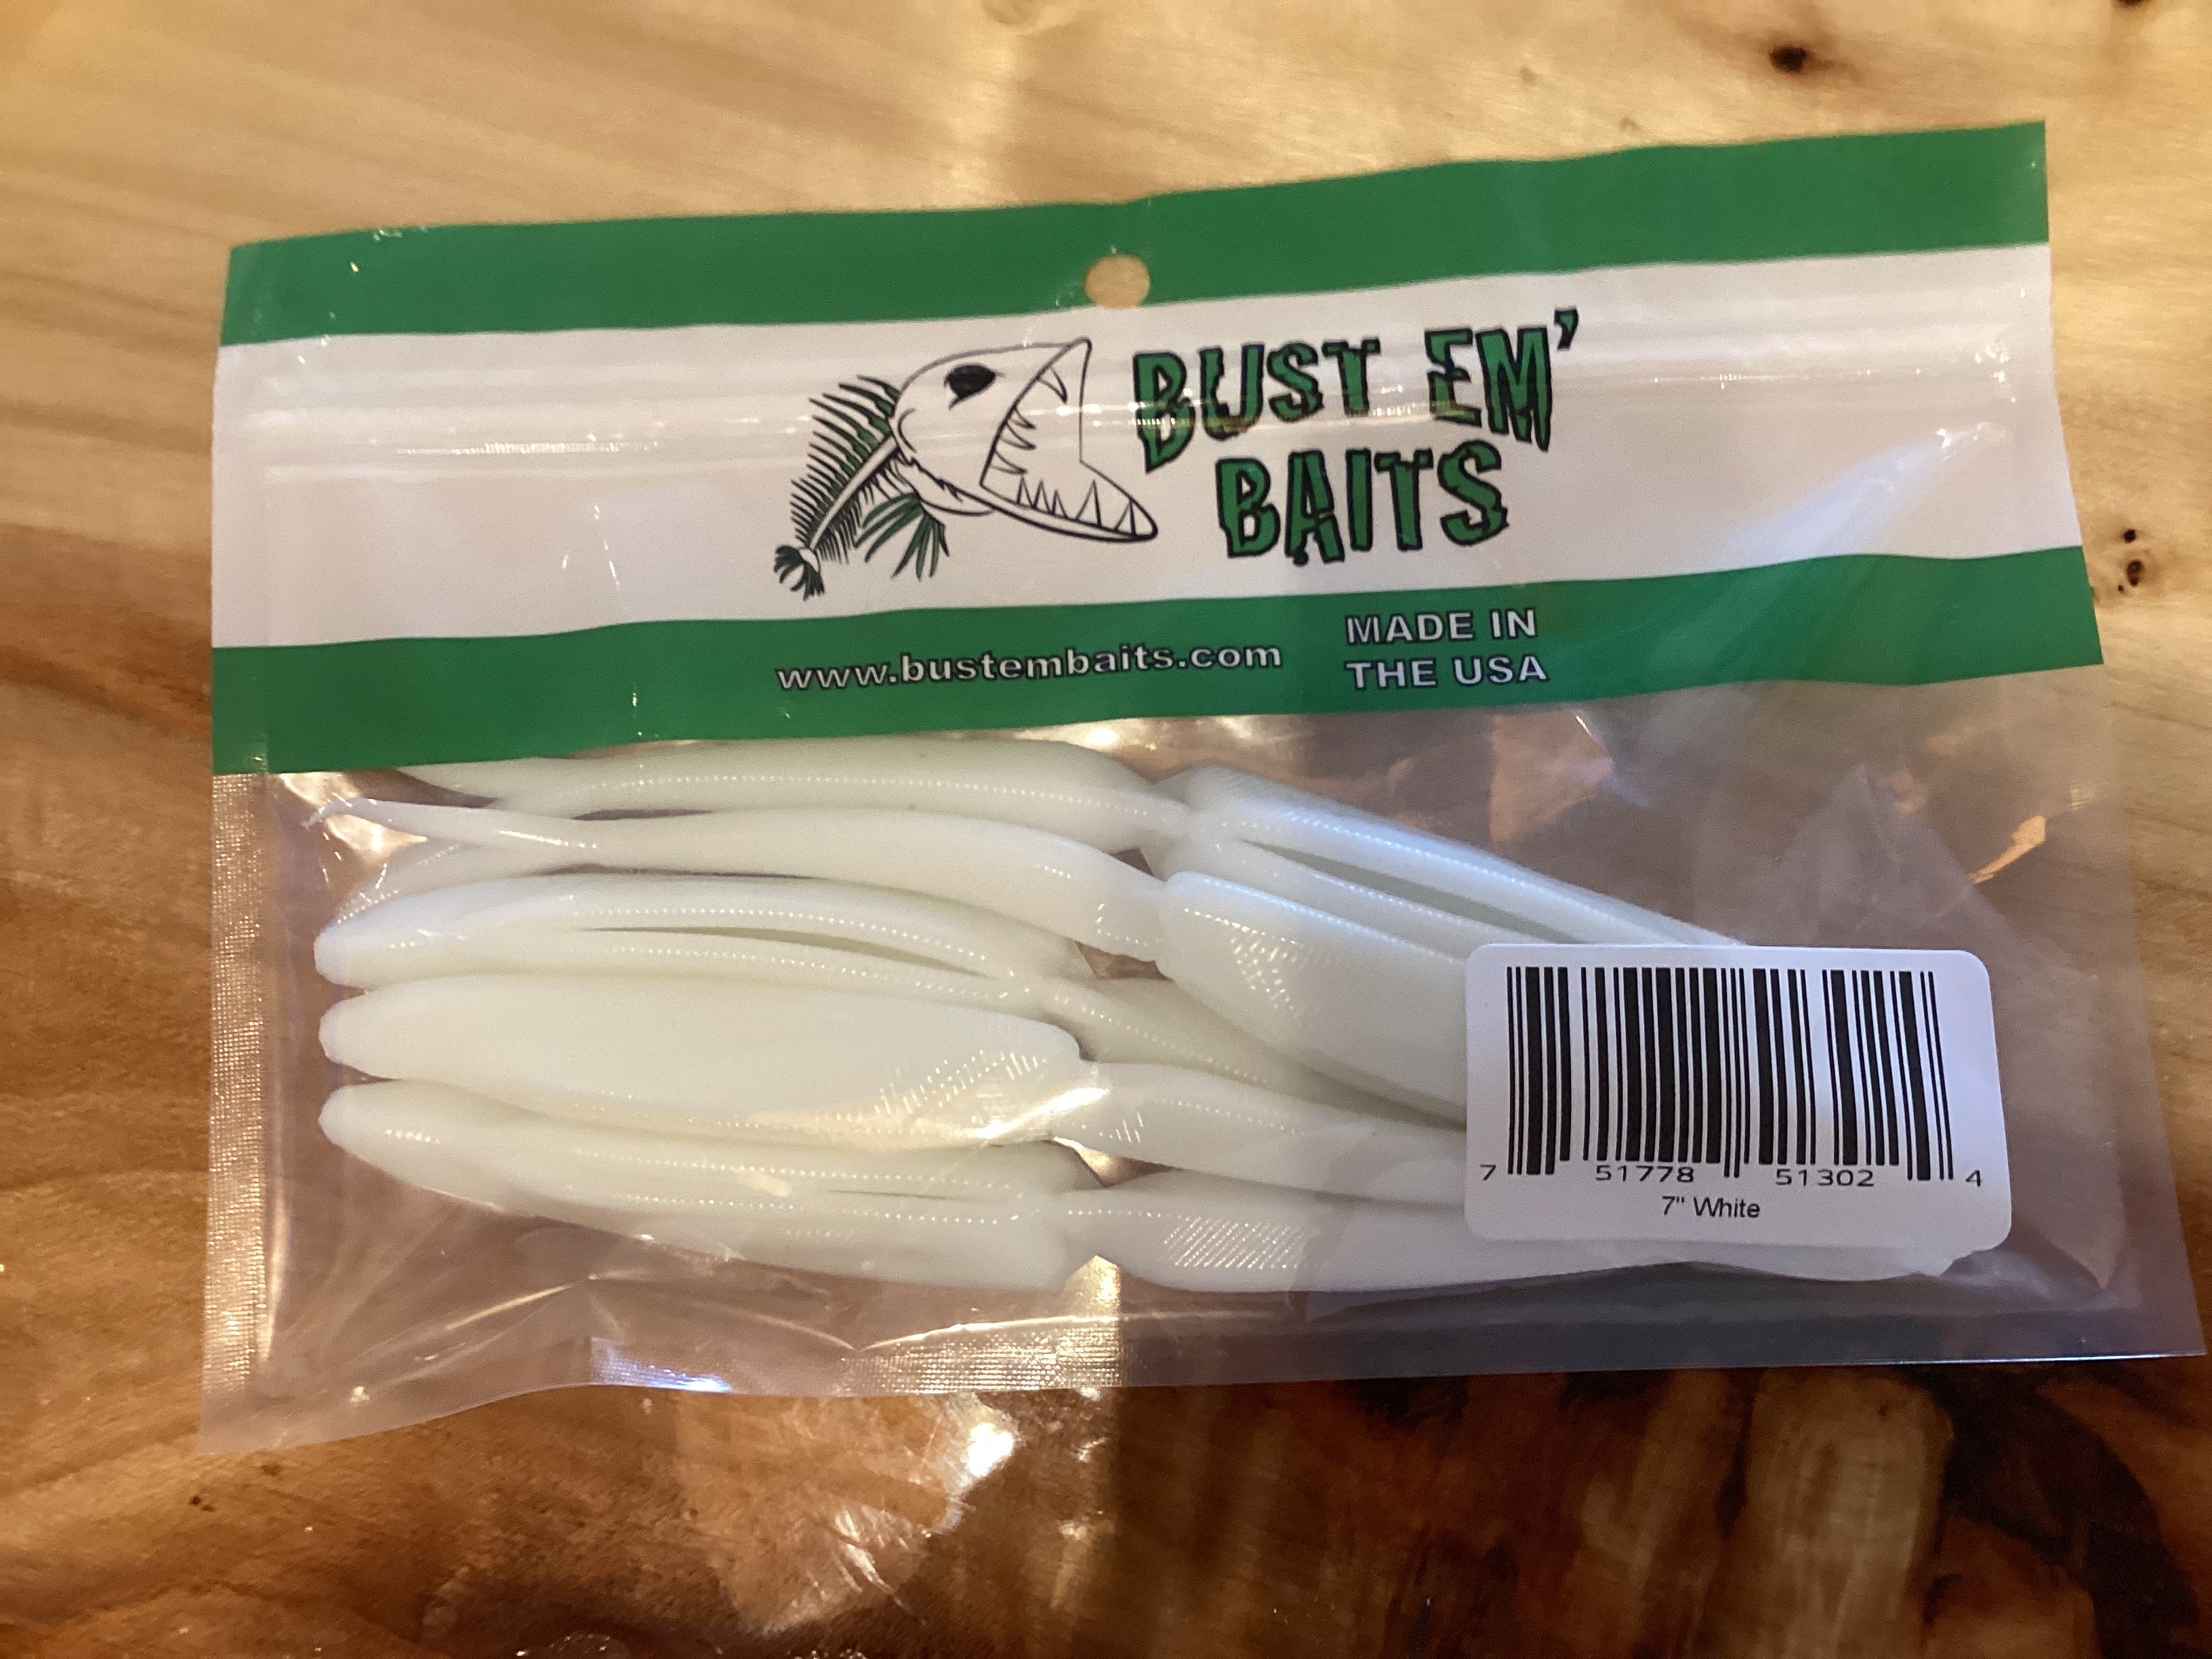 BUST EM'
BAITS
www.bustembaits.com
MADE IN
THE USA
7 51778 51302 4
7" White